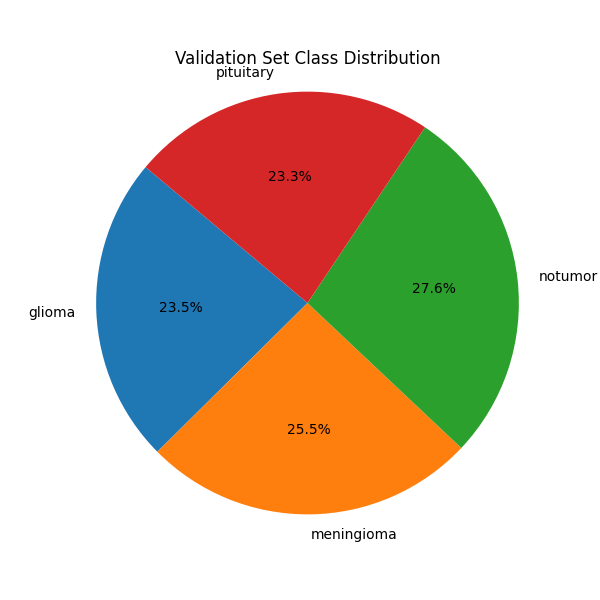 Validation Set Class Distribution
pituitary
23.3%
notumor
27.6%
glioma
23.5%
25.5%
meningioma